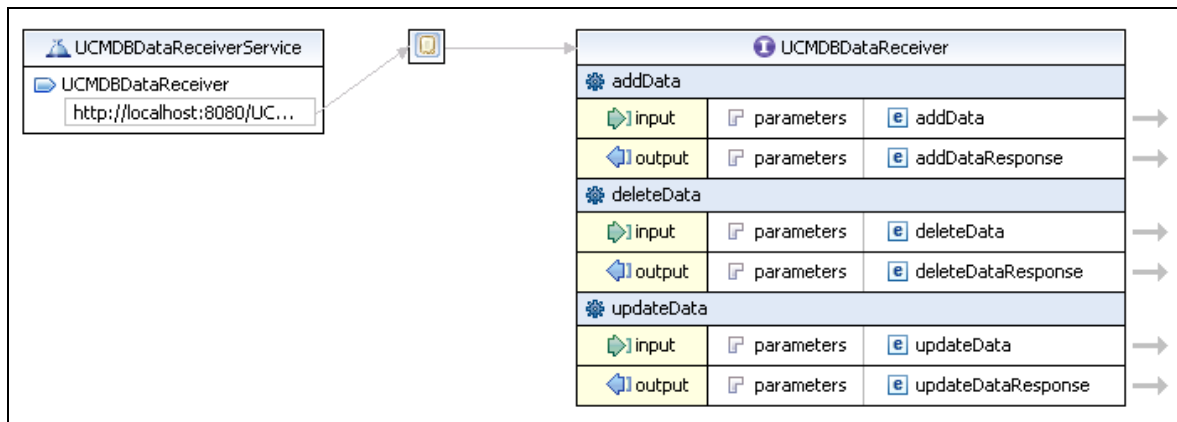 UCMDBDataReceiverService
UCMDBDataReceiver
http://localhost:8080/UC...
UCMDBDataReceiver
addData
input parameters e addData
output parameters e addDataResponse
deleteData
input parameters e deleteData
output parameters e deleteDataResponse
updateData
input parameters e updateData
output parameters e updateDataResponse